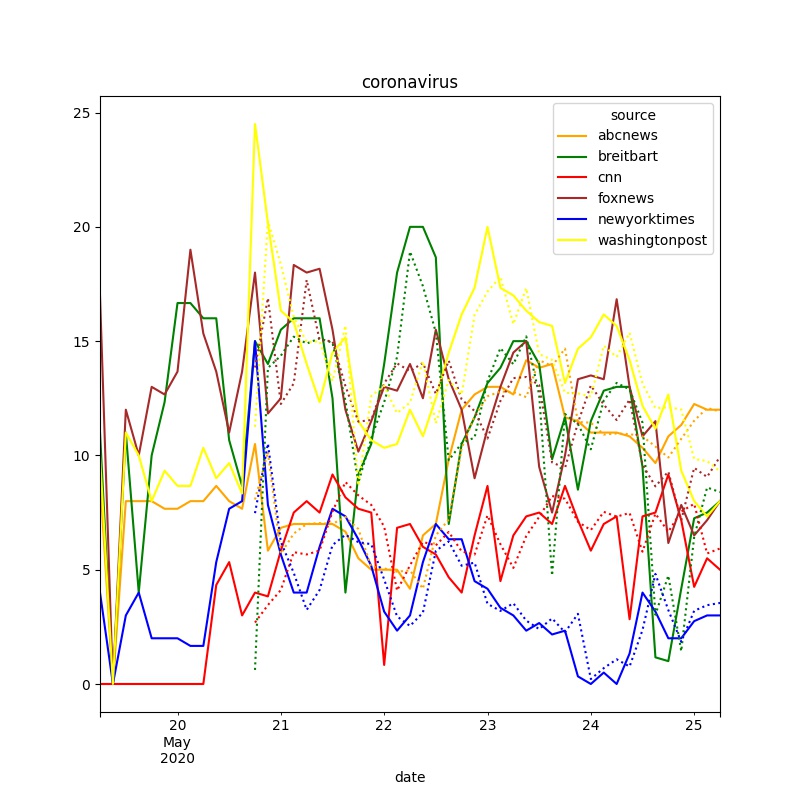 coronavirus
source
abcnews
breitbart
cnn
foxnews
newyorktimes
washingtonpost
25
20
15
10
5
0
20 21 22 23 24 25
May
2020
date